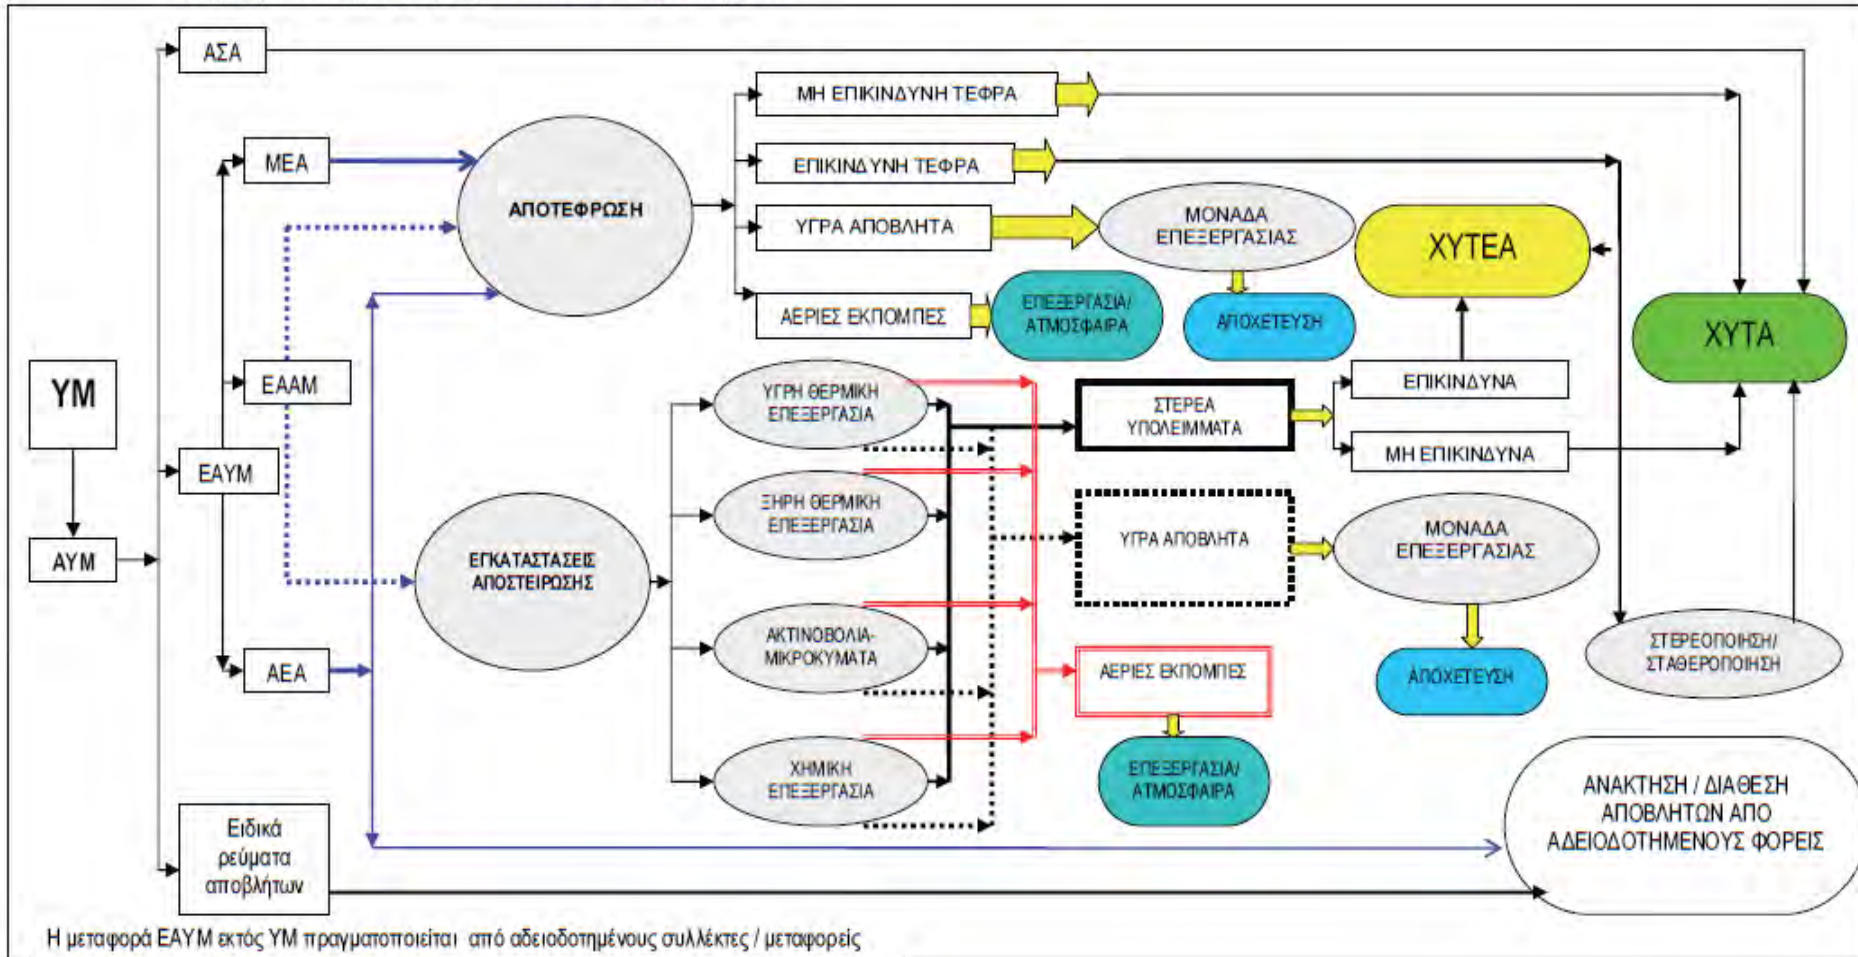 ΑΣΑ
ΜΗ ΕΠΙΚΙΝΔΥΝΗ ΤΕΦΡΑ
ΜΕΑ
ΕΠΙΚΙΝΔΥΝΗ ΤΕΦΡΑ
ΑΠΟΤΕΦΡΩΣΗ
ΥΓΡΑ ΑΠΟΒΛΗΤΑ
ΜΟΝΑΔΑ
ΕΠΕΞΕΡΓΑΣΙΑΣ
ΧΥΤΕΑ
ΑΕΡΙΕΣ ΕΚΠΟΜΠΕΣ
ΕΠΕΞΕΡΓΑΣΙΑ/
ΑΤΜΟΣΦΑΙΡΑ
ΑΠΟΧΕΤΕΥΣΗ
ΧΥΤΑ
ΥΜ
ΕΑΑΜ
ΥΓΡΗ ΘΕΡΜΙΚΗ
ΕΠΕΞΕΡΓΑΣΙΑ
ΣΤΕΡΕΑ
ΥΠΟΛΕΙΜΜΑΤΑ
ΕΠΙΚΙΝΔΥΝΑ
ΜΗ ΕΠΙΚΙΝΔΥΝΑ
ΕΑΥΜ
ΞΗΡΗ ΘΕΡΜΙΚΗ
ΕΠΕΞΕΡΓΑΣΙΑ
ΑΥΜ
ΕΓΚΑΤΑΣΤΑΣΕΙΣ
ΑΠΟΣΤΕΙΡΩΣΗΣ
ΥΓΡΑ ΑΠΟΒΛΗΤΑ
ΜΟΝΑΔΑ
ΕΠΕΞΕΡΓΑΣΙΑΣ
ΑΕΑ
ΑΚΤΙΝΟΒΟΛΙΑ-
ΜΙΚΡΟΚΥΜΑΤΑ
ΑΕΡΙΕΣ ΕΚΠΟΜΠΕΣ
ΑΠΟΧΕΤΕΥΣΗ
ΣΤΕΡΕΟΠΟΙΗΣΗ/
ΣΤΑΘΕΡΟΠΟΙΗΣΗ
ΧΗΜΙΚΗ
ΕΠΕΞΕΡΓΑΣΙΑ
ΕΠΕΞΕΡΓΑΣΙΑ/
ΑΤΜΟΣΦΑΙΡΑ
ΑΝΑΚΤΗΣΗ / ΔΙΑΘΕΣΗ
ΑΠΟΒΛΗΤΩΝ ΑΠΟ
ΑΔΕΙΟΔΟΤΗΜΕΝΟΥΣ ΦΟΡΕΙΣ
Ειδικά
ρεύματα
αποβλήτων
Η μεταφορά ΕΑΥΜ εκτός ΥΜ πραγματοποιείται από αδειοδοτημένους συλλέκτες / μεταφορείς